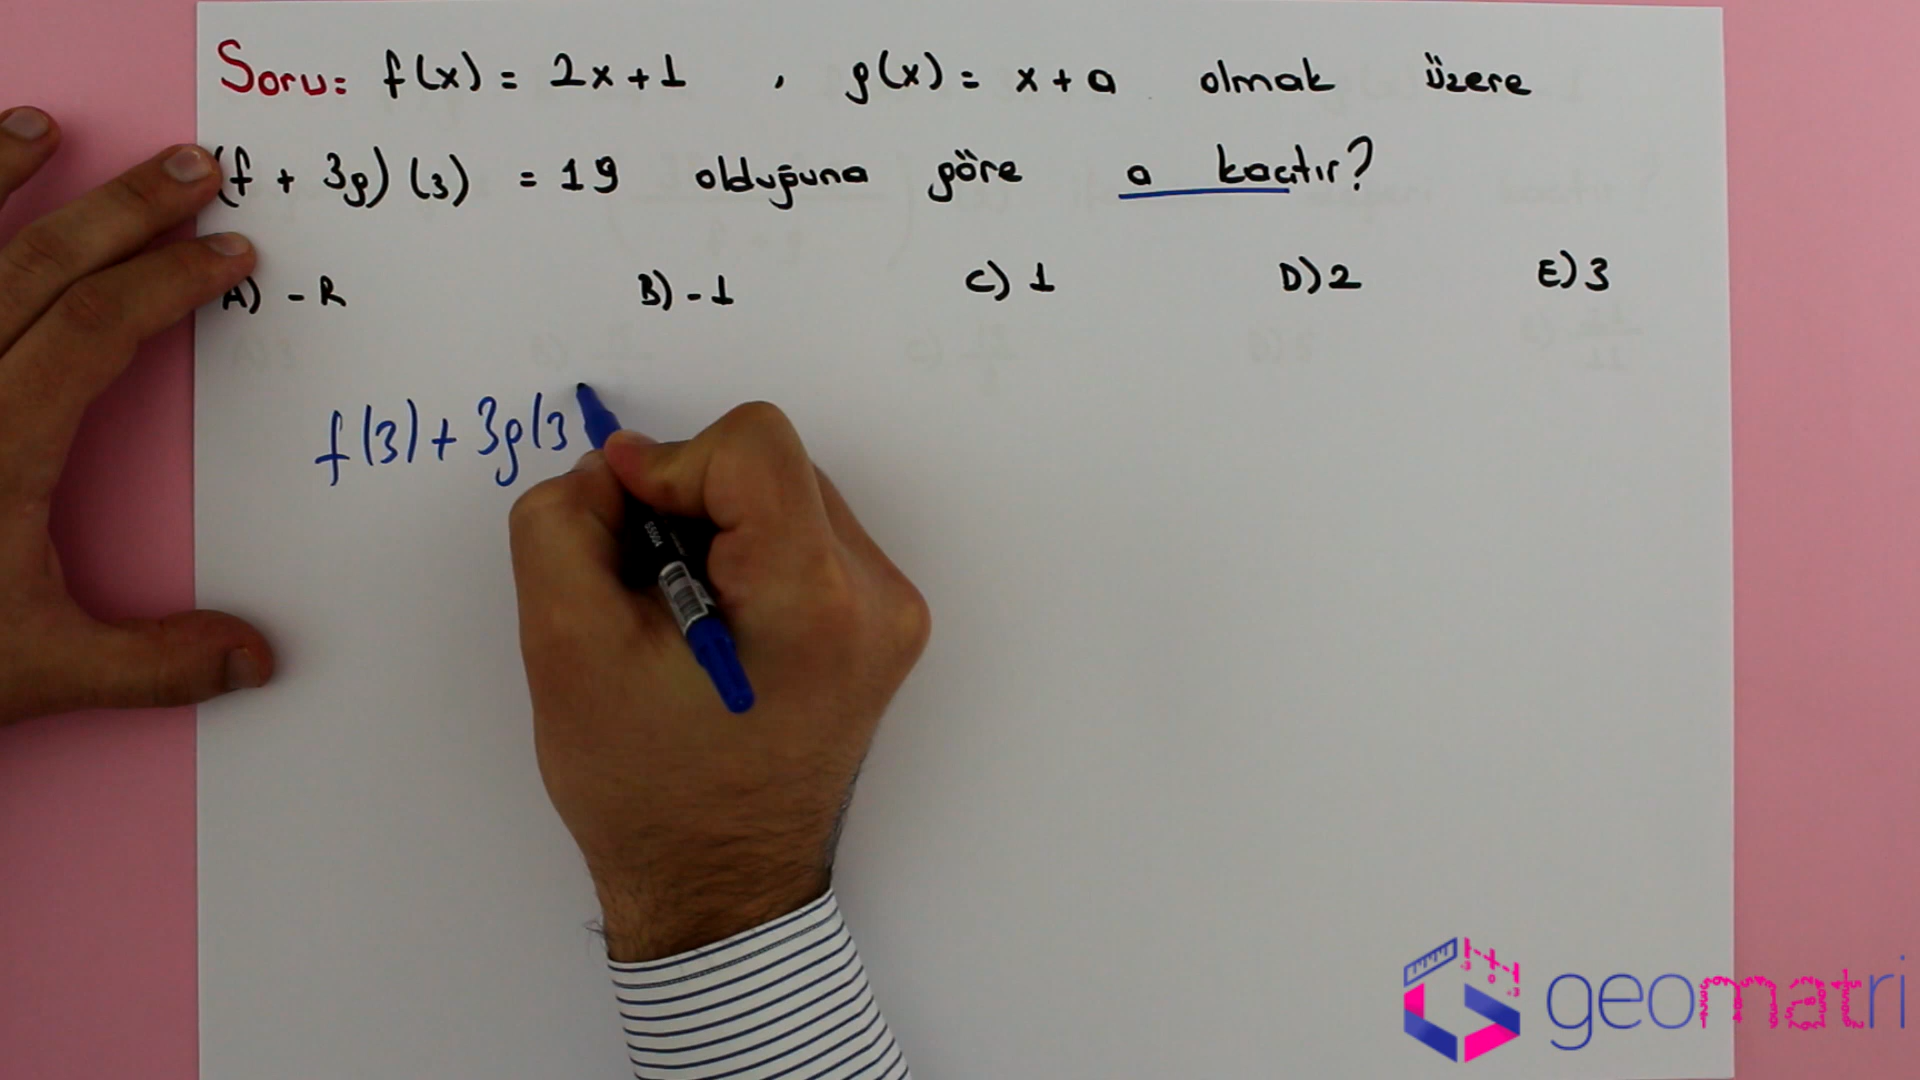 Soru: f(x) = 2x+1 , g(x) = x+a olmak üzere
(f + 3g)(3) = 19 olduğuna göre a kaçtır?
A) -2 B) -1 C) 1 D) 2 E) 3
f(3) + 3g(3
geomatri